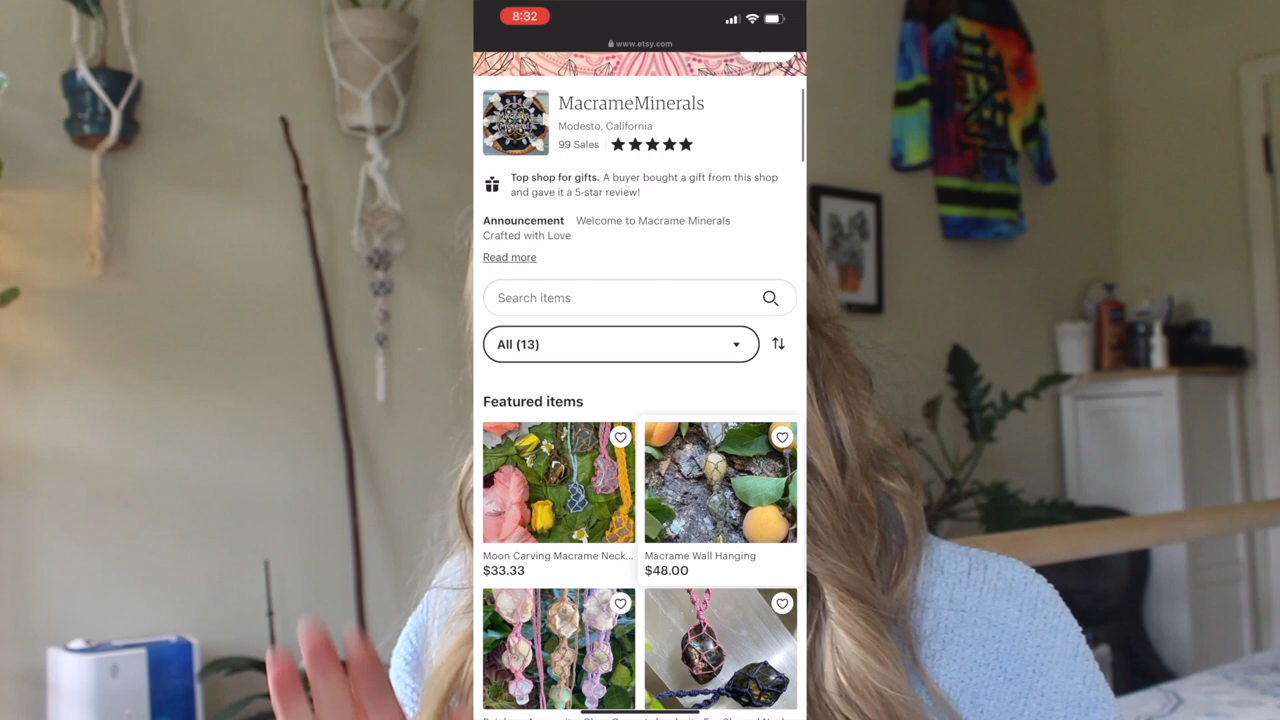 8:32
www.etsy.com
MacrameMinerals
Modesto, California
99 Sales
Top shop for gifts. A buyer bought a gift from this shop
and gave it a 5-star review!
Announcement Welcome to Macrame Minerals
Crafted with Love
Read more
Search items
All (13)
Featured items
Moon Carving Macrame Neck...
$33.33
Macrame Wall Hanging
$48.00